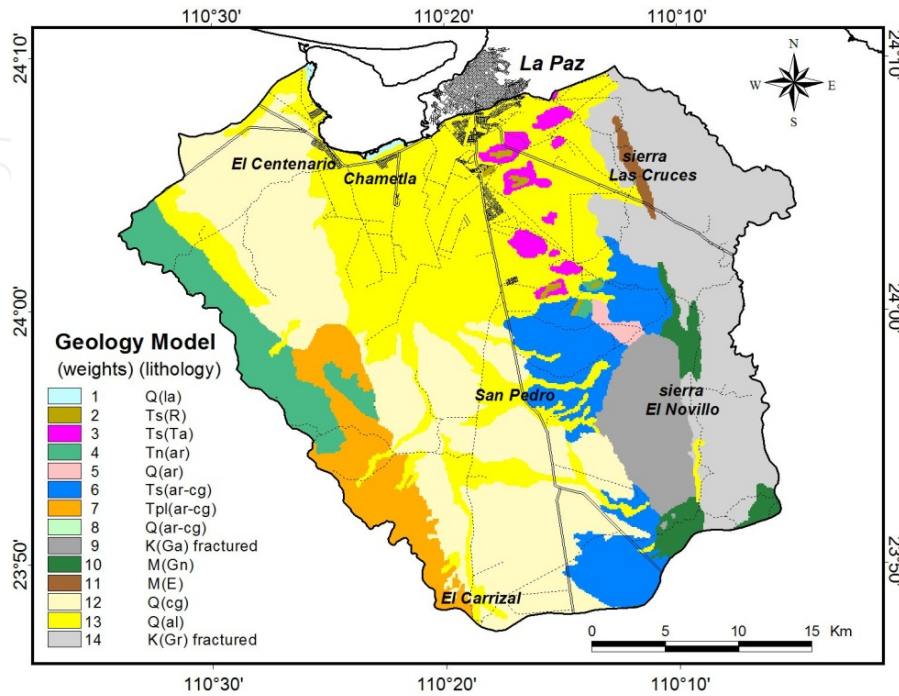 110°30' 110°20' 110°10'
24°10' 24°10'
La Paz
N
W E
S
El Centenario
Chametla
sierra
Las Cruces
24°00' 24°00'
Geology Model
(weights) (lithology)
1 Q(la)
2 Ts(R)
3 Ts(Ta)
4 Tn(ar)
5 Q(ar)
6 Ts(ar-cg)
7 Tpl(ar-cg)
8 Q(ar-cg)
9 K(Ga) fractured
10 M(Gn)
11 M(E)
12 Q(cg)
13 Q(al)
14 K(Gr) fractured
San Pedro
sierra
El Novillo
23°50' 23°50'
El Carrizal
0 5 10 15 Km
110°30' 110°20' 110°10'